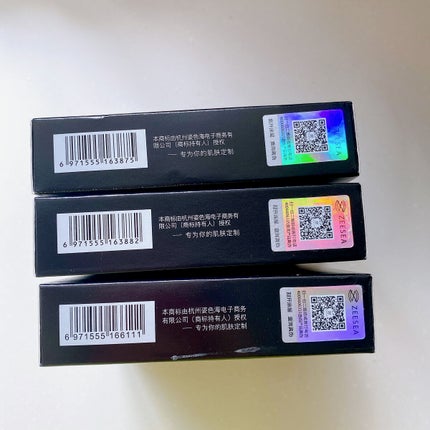 本商标由杭州姿色海电子商务有
限公司（商标持有人）授权
── 专为你的肌肤定制
6 971555 163875
本商标由杭州姿色海电子商务有
限公司（商标持有人）授权
── 专为你的肌肤定制
6 971555 163882
ZEESEA
本商标由杭州姿色海电子商务
有限公司（商标持有人）授权
── 专为你的肌肤定制
6 971555 166111
ZEESEA